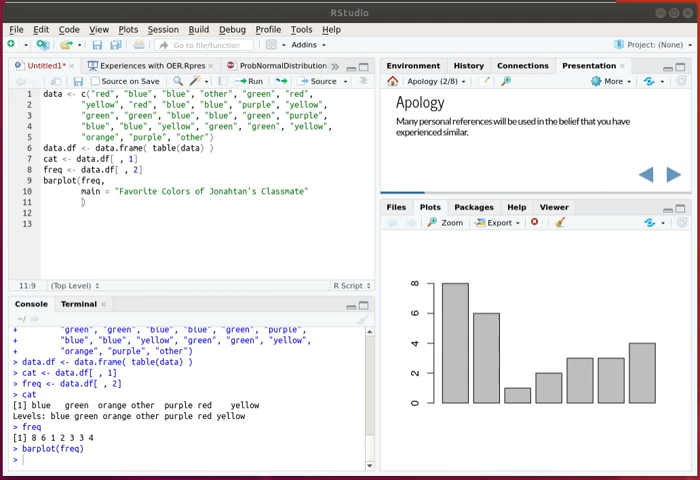 RStudio
File Edit Code View Plots Session Build Debug Profile Tools Help
Go to file/function Addins Project: (None)
Untitled1* Experiences with OER.Rpres ProbNormalDistribution
Source on Save Run Source
1 data <- c("red", "blue", "blue", "other", "green", "red",
2 "yellow", "red", "blue", "blue", "purple", "yellow",
3 "green", "green", "blue", "blue", "green", "purple",
4 "blue", "blue", "yellow", "green", "green", "yellow",
5 "orange", "purple", "other")
6 data.df <- data.frame( table(data) )
7 cat <- data.df[ , 1]
8 freq <- data.df[ , 2]
9 barplot(freq,
10 main = "Favorite Colors of Jonahtan's Classmate"
11 )
12
13
11:9 (Top Level) R Script
Console Terminal
~/
+ "green", "green", "blue", "blue", "green", "purple",
+ "blue", "blue", "yellow", "green", "green", "yellow",
+ "orange", "purple", "other")
> data.df <- data.frame( table(data) )
> cat <- data.df[ , 1]
> freq <- data.df[ , 2]
> cat
[1] blue green orange other purple red yellow
Levels: blue green orange other purple red yellow
> freq
[1] 8 6 1 2 3 3 4
> barplot(freq)
>
Environment History Connections Presentation
Apology (2/8) More
Apology
Many personal references will be used in the belief that you have
experienced similar.
Files Plots Packages Help Viewer
Zoom Export
8
6
4
2
0